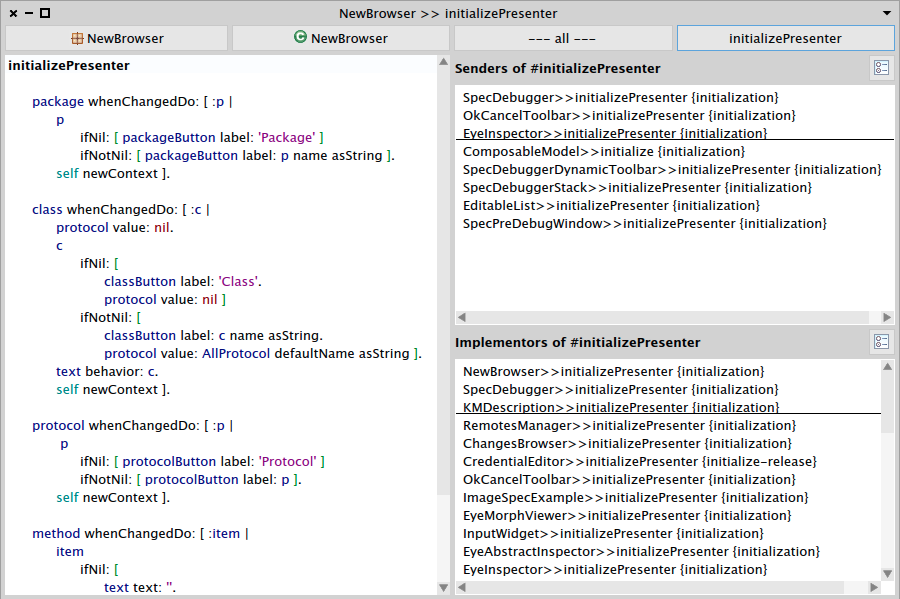 NewBrowser >> initializePresenter
NewBrowser
NewBrowser
--- all ---
initializePresenter
initializePresenter
package whenChangedDo: [ :p |
p
ifNil: [ packageButton label: 'Package' ]
ifNotNil: [ packageButton label: p name asString ].
self newContext ].
class whenChangedDo: [ :c |
protocol value: nil.
c
ifNil: [
classButton label: 'Class'.
protocol value: nil ]
ifNotNil: [
classButton label: c name asString.
protocol value: AllProtocol defaultName asString ].
text behavior: c.
self newContext ].
protocol whenChangedDo: [ :p |
p
ifNil: [ protocolButton label: 'Protocol' ]
ifNotNil: [ protocolButton label: p ].
self newContext ].
method whenChangedDo: [ :item |
item
ifNil: [
text text: ''.
Senders of #initializePresenter
SpecDebugger>>initializePresenter {initialization}
OkCancelToolbar>>initializePresenter {initialization}
EyeInspector>>initializePresenter {initialization}
ComposableModel>>initialize {initialization}
SpecDebuggerDynamicToolbar>>initializePresenter {initialization}
SpecDebuggerStack>>initializePresenter {initialization}
EditableList>>initializePresenter {initialization}
SpecPreDebugWindow>>initializePresenter {initialization}
Implementors of #initializePresenter
NewBrowser>>initializePresenter {initialization}
SpecDebugger>>initializePresenter {initialization}
KMDescription>>initializePresenter {initialization}
RemotesManager>>initializePresenter {initialization}
ChangesBrowser>>initializePresenter {initialization}
CredentialEditor>>initializePresenter {initialize-release}
OkCancelToolbar>>initializePresenter {initialization}
ImageSpecExample>>initializePresenter {initialization}
EyeMorphViewer>>initializePresenter {initialization}
InputWidget>>initializePresenter {initialization}
EyeAbstractInspector>>initializePresenter {initialization}
EyeInspector>>initializePresenter {initialization}